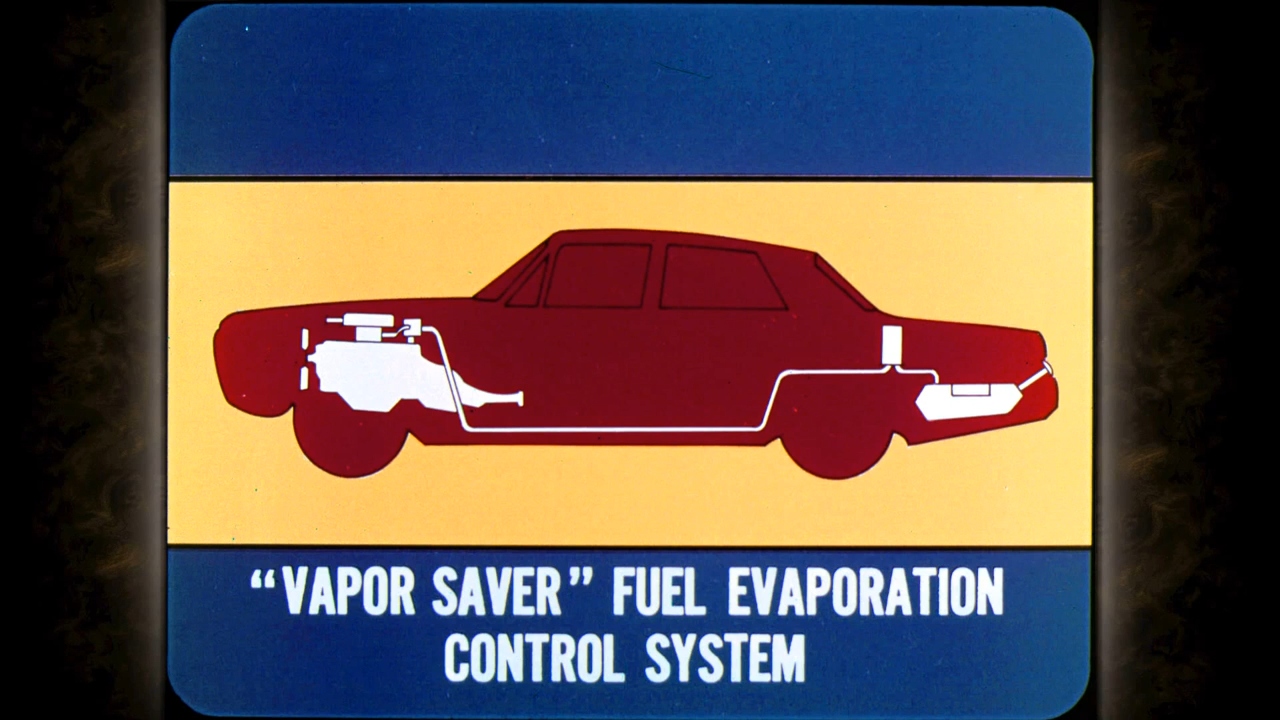 “VAPOR SAVER” FUEL EVAPORATION
CONTROL SYSTEM